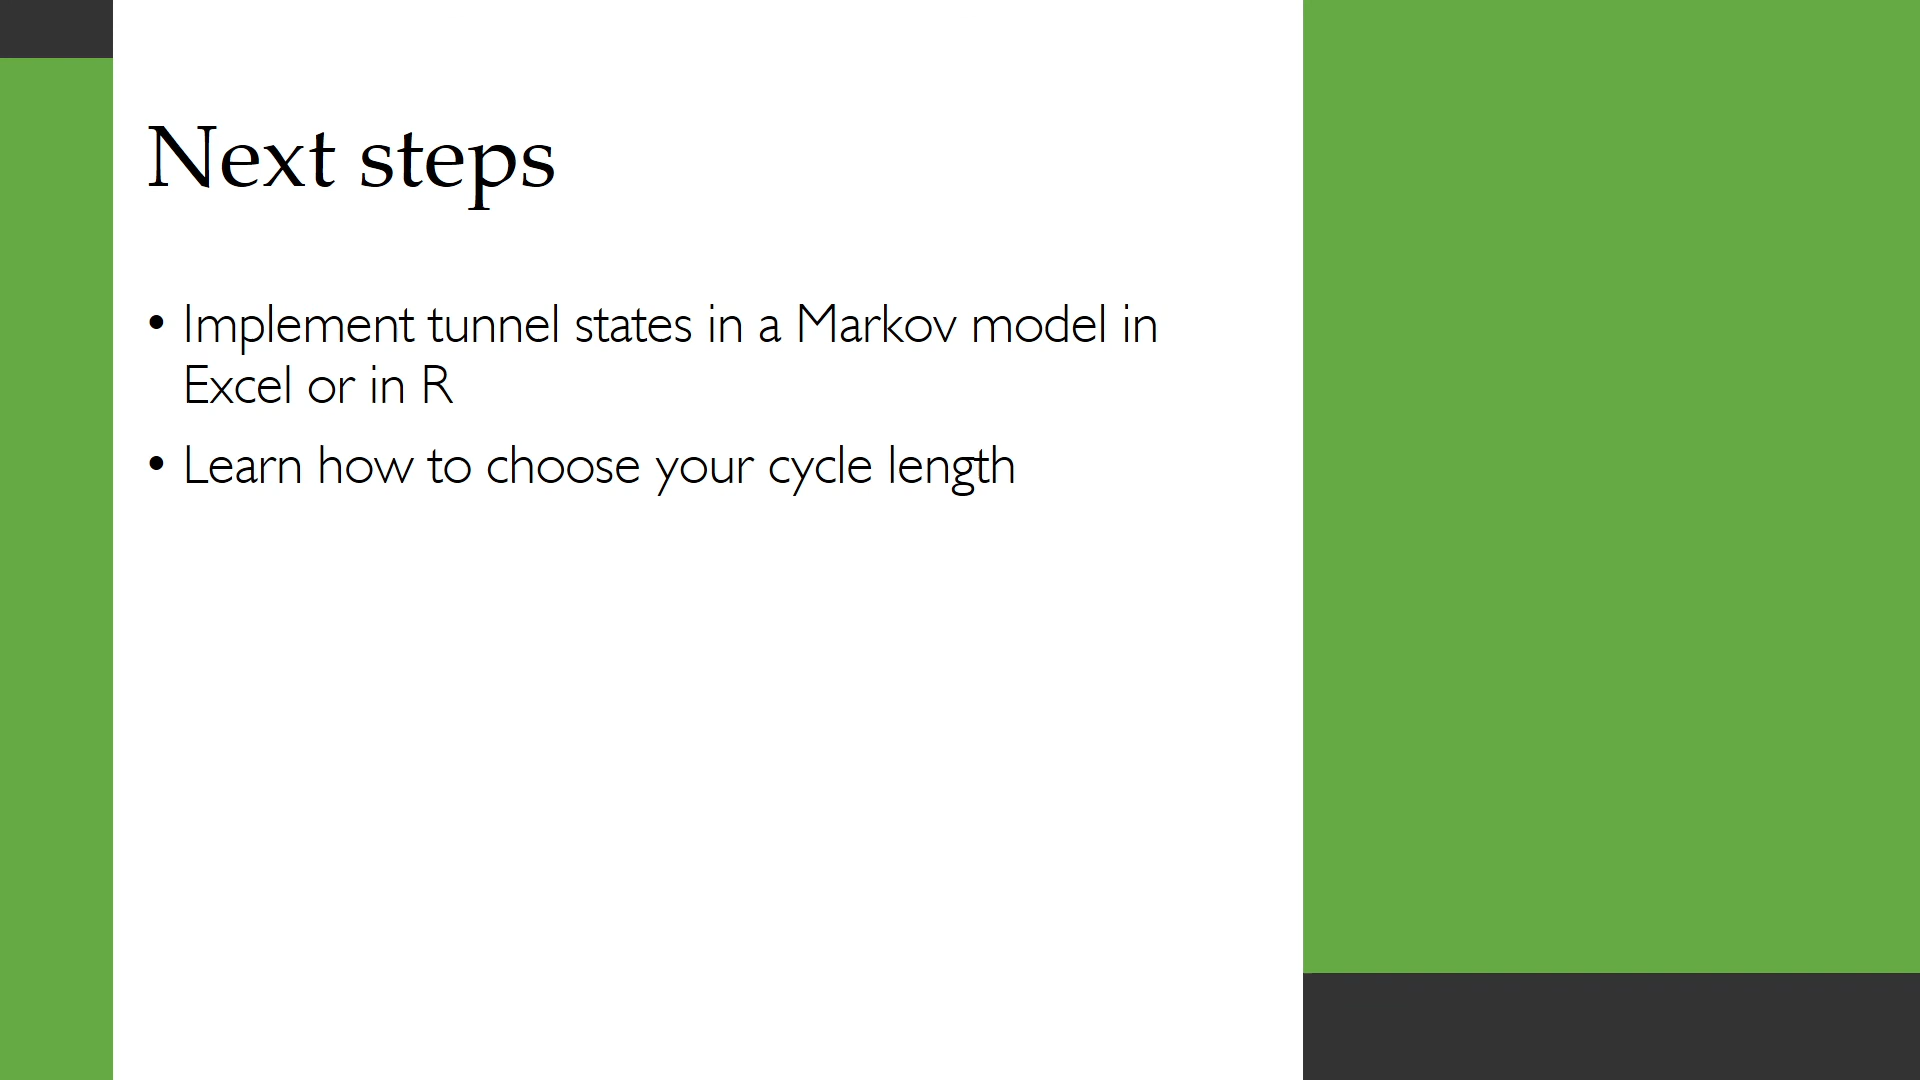 Next steps
• Implement tunnel states in a Markov model in
Excel or in R
• Learn how to choose your cycle length